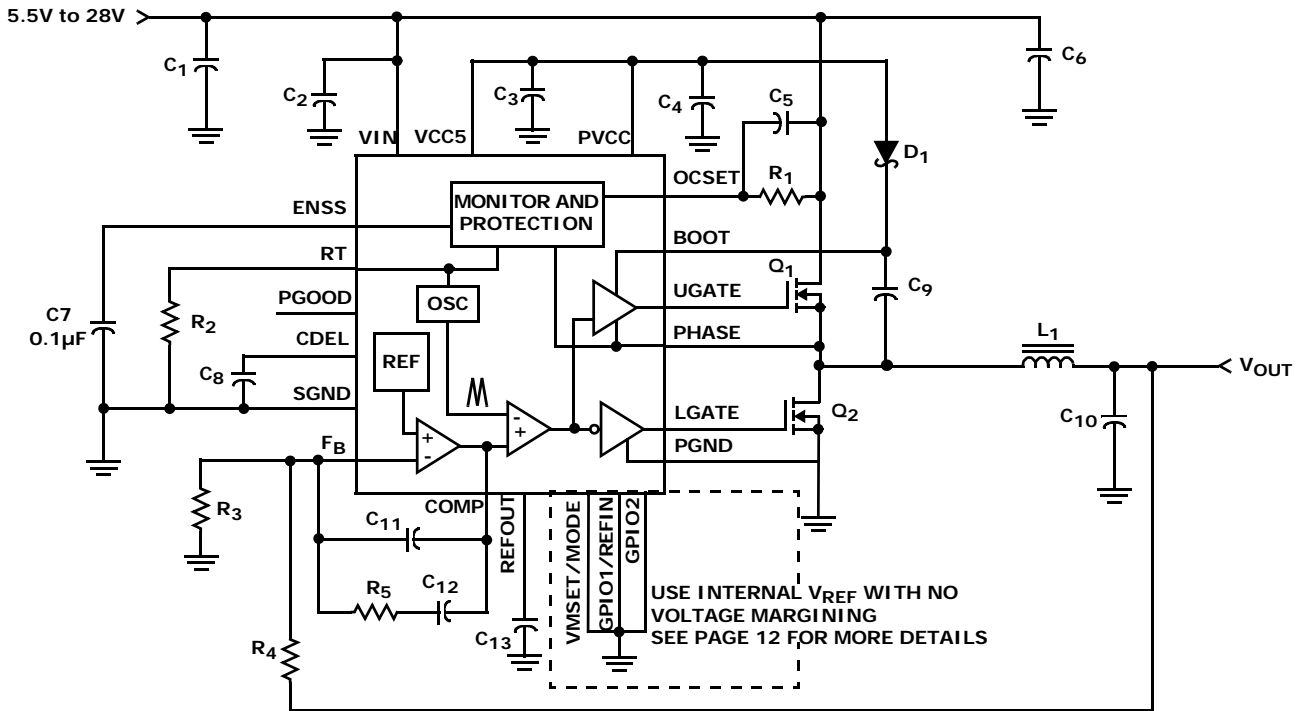 5.5V to 28V
C1
C2
C3
C4
C5
C6
VIN
VCC5
PVCC
D1
OCSET
R1
ENSS
MONITOR AND
PROTECTION
BOOT
RT
Q1
PGOOD
OSC
UGATE
C9
C7
0.1µF
R2
CDEL
REF
PHASE
L1
VOUT
C8
SGND
-
+
LGATE
Q2
C10
FB
+
-
PGND
R3
COMP
REFOUT
VMSET/MODE
GPIO1/REFIN
GPIO2
C11
R5
C12
C13
USE INTERNAL VREF WITH NO
VOLTAGE MARGINING
SEE PAGE 12 FOR MORE DETAILS
R4